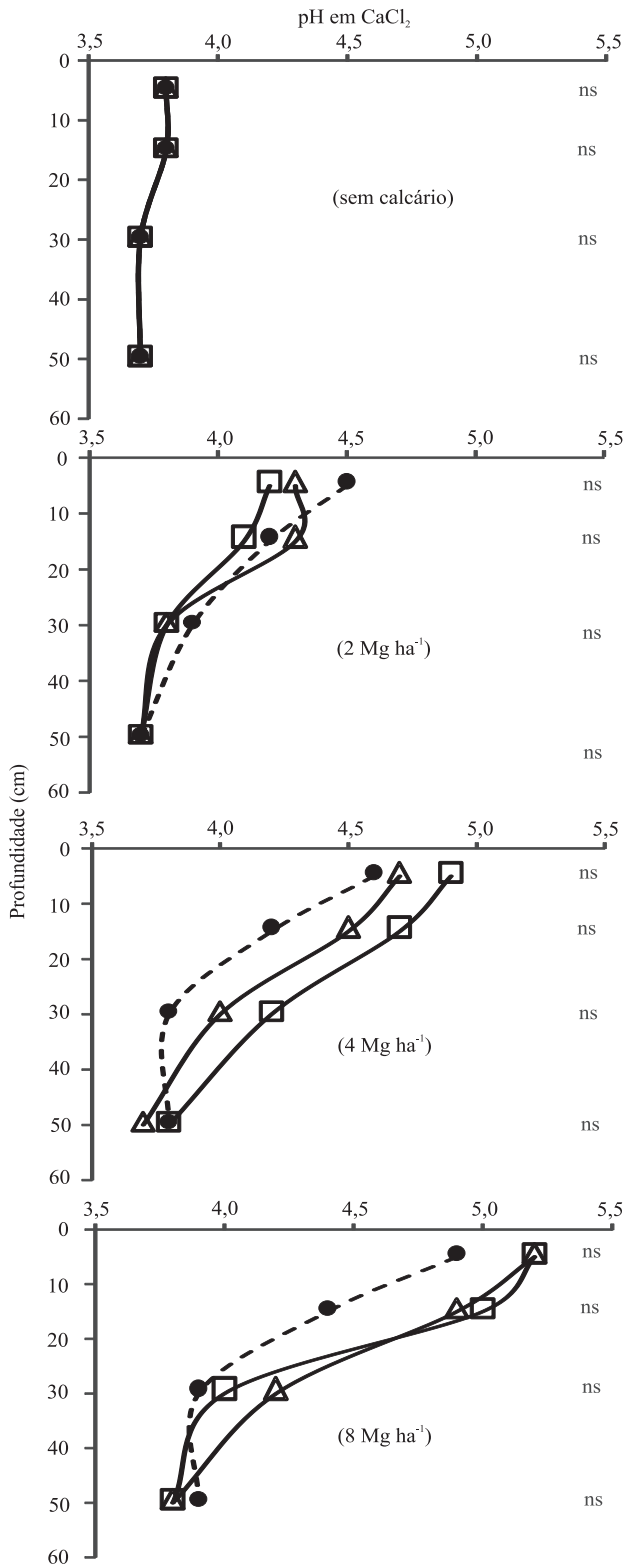 pH em CaCl₂
3,5 4,0 4,5 5,0 5,5
0 ns
10
ns
20
(sem calcário)
30 ns
40
50 ns
60
3,5 4,0 4,5 5,0 5,5
0
ns
10
ns
20
30 ns
(2 Mg ha⁻¹)
40
50 ns
60
Profundidade (cm)
3,5 4,0 4,5 5,0 5,5
0
ns
10
ns
20
30 ns
(4 Mg ha⁻¹)
40
50 ns
60
3,5 4,0 4,5 5,0 5,5
0
ns
10
ns
20
30 ns
(8 Mg ha⁻¹)
40
50 ns
60